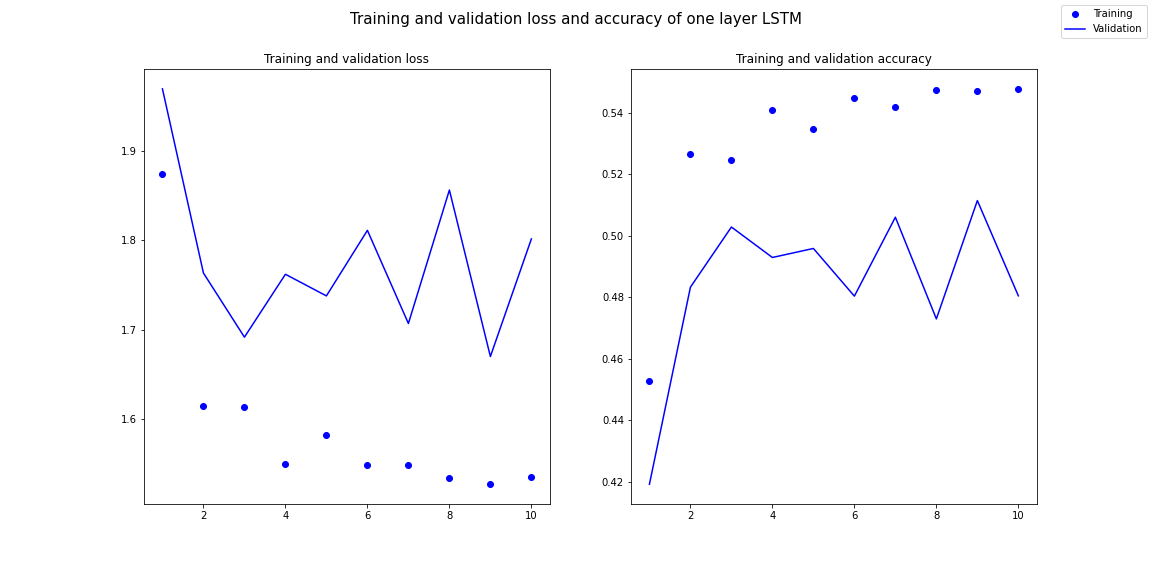 Training and validation loss and accuracy of one layer LSTM
Training
Validation
Training and validation loss
1.9
1.8
1.7
1.6
2 4 6 8 10
Training and validation accuracy
0.54
0.52
0.50
0.48
0.46
0.44
0.42
2 4 6 8 10